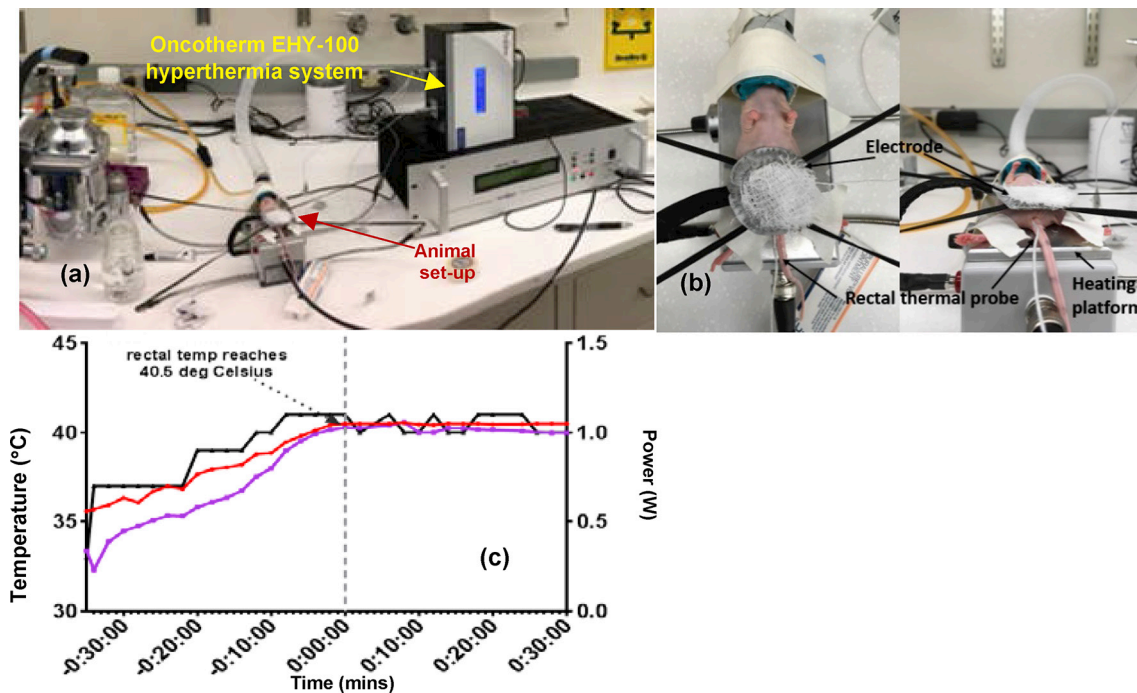 Oncotherm EHY-100
hyperthermia system
Animal
set-up
(a)
Electrode
Rectal thermal probe
Heating
platform
(b)
rectal temp reaches
40.5 deg Celsius
Temperature (°C)
45
40
35
30
Power (W)
1.5
1.0
0.5
0.0
(c)
-0:30:00
-0:20:00
-0:10:00
0:00:00
0:10:00
0:20:00
0:30:00
Time (mins)